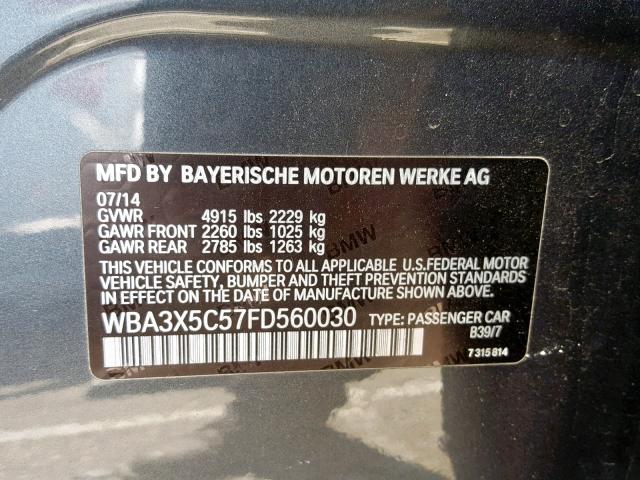 MFD BY BAYERISCHE MOTOREN WERKE AG
07/14
GVWR 4915 lbs 2229 kg
GAWR FRONT 2260 lbs 1025 kg
GAWR REAR 2785 lbs 1263 kg
THIS VEHICLE CONFORMS TO ALL APPLICABLE U.S.FEDERAL MOTOR
VEHICLE SAFETY, BUMPER AND THEFT PREVENTION STANDARDS
IN EFFECT ON THE DATE OF MANUFACTURE SHOWN ABOVE.
WBA3X5C57FD560030 TYPE: PASSENGER CAR
B39/7
7 315 814